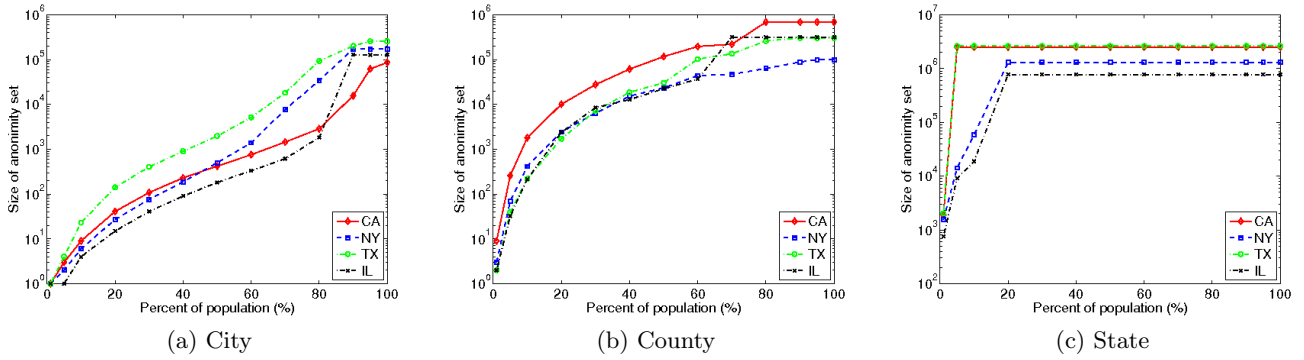 10^6
10^5
10^4
10^3
10^2
10^1
10^0
Size of anonimity set
0 20 40 60 80 100
Percent of population (%)
CA
NY
TX
IL
(a) City
10^6
10^5
10^4
10^3
10^2
10^1
10^0
Size of anonimity set
0 20 40 60 80 100
Percent of population (%)
CA
NY
TX
IL
(b) County
10^7
10^6
10^5
10^4
10^3
10^2
Size of anonimity set
0 20 40 60 80 100
Percent of population (%)
CA
NY
TX
IL
(c) State